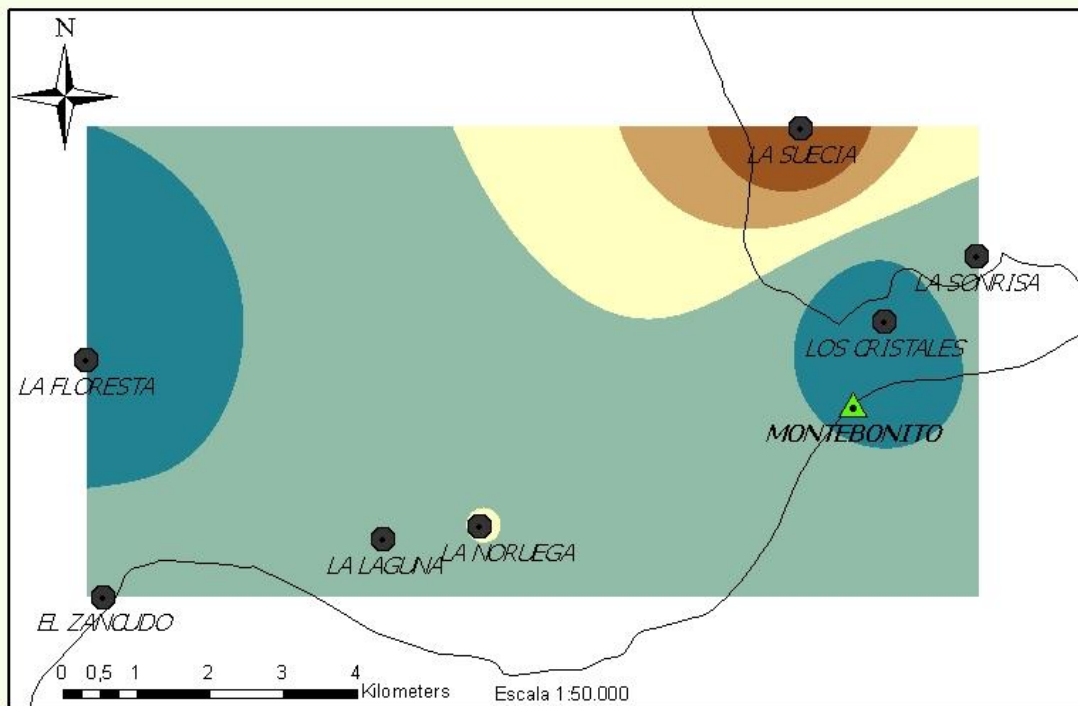 N
LA SUECIA
LA SONRISA
LOS CRISTALES
LA FLORESTA
MONTEBONITO
LA NORUEGA
LA LAGUNA
EL ZANCUDO
0 0,5 1 2 3 4
Kilometers
Escala 1:50.000